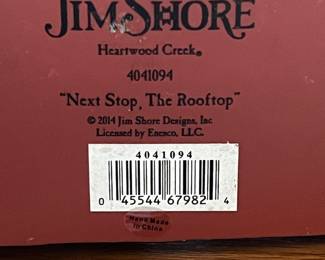 JIM SHORE
Heartwood Creek®
4041094
"Next Stop, The Rooftop"
© 2014 Jim Shore Designs, Inc
Licensed by Enesco, LLC.
4041094
0 45544 67982 4
Hand Made
in China